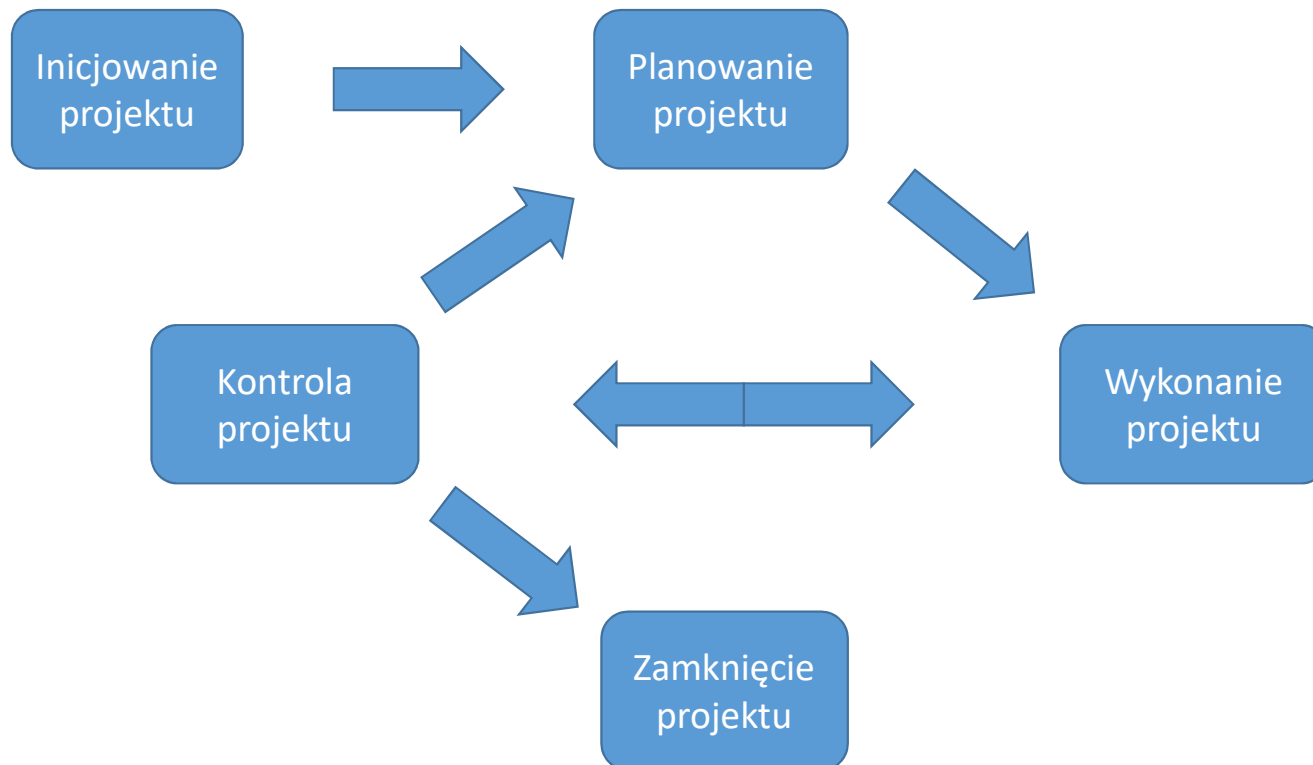 Inicjowanie
projektu
Planowanie
projektu
Kontrola
projektu
Wykonanie
projektu
Zamknięcie
projektu